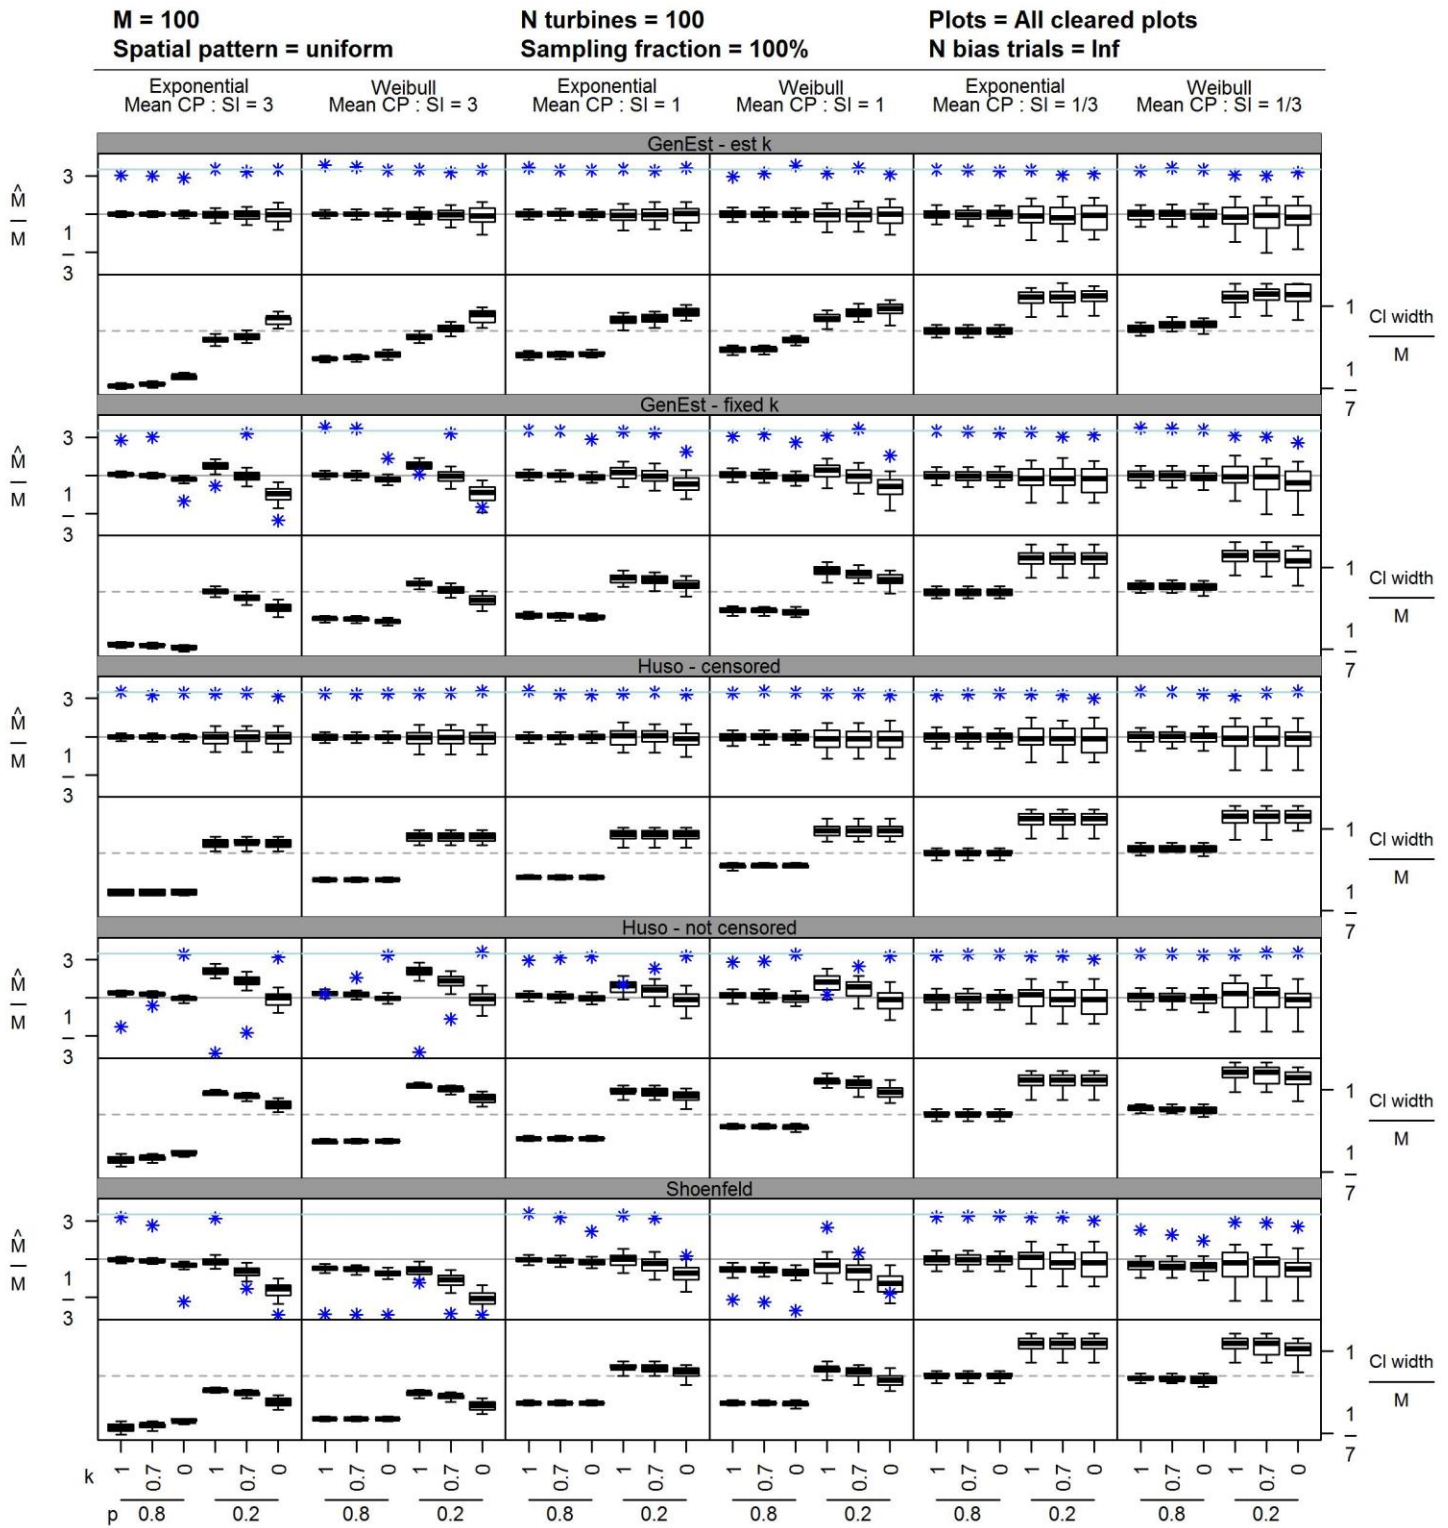 M = 100 N turbines = 100 Plots = All cleared plots
Spatial pattern = uniform Sampling fraction = 100% N bias trials = Inf
Exponential Weibull Exponential Weibull Exponential Weibull
Mean CP : SI = 3 Mean CP : SI = 3 Mean CP : SI = 1 Mean CP : SI = 1 Mean CP : SI = 1/3 Mean CP : SI = 1/3
GenEst - est k
3
M̂
M
1
3
1
CI width
M
1
7
GenEst - fixed k
3
M̂
M
1
3
1
CI width
M
1
7
Huso - censored
3
M̂
M
1
3
1
CI width
M
1
7
Huso - not censored
3
M̂
M
1
3
1
CI width
M
1
7
Shoenfeld
3
M̂
M
1
3
1
CI width
M
1
7
k 1 0.7 0 1 0.7 0 1 0.7 0 1 0.7 0 1 0.7 0 1 0.7 0 1 0.7 0 1 0.7 0 1 0.7 0 1 0.7 0 1 0.7 0 1 0.7 0
p 0.8 0.2 0.8 0.2 0.8 0.2 0.8 0.2 0.8 0.2 0.8 0.2